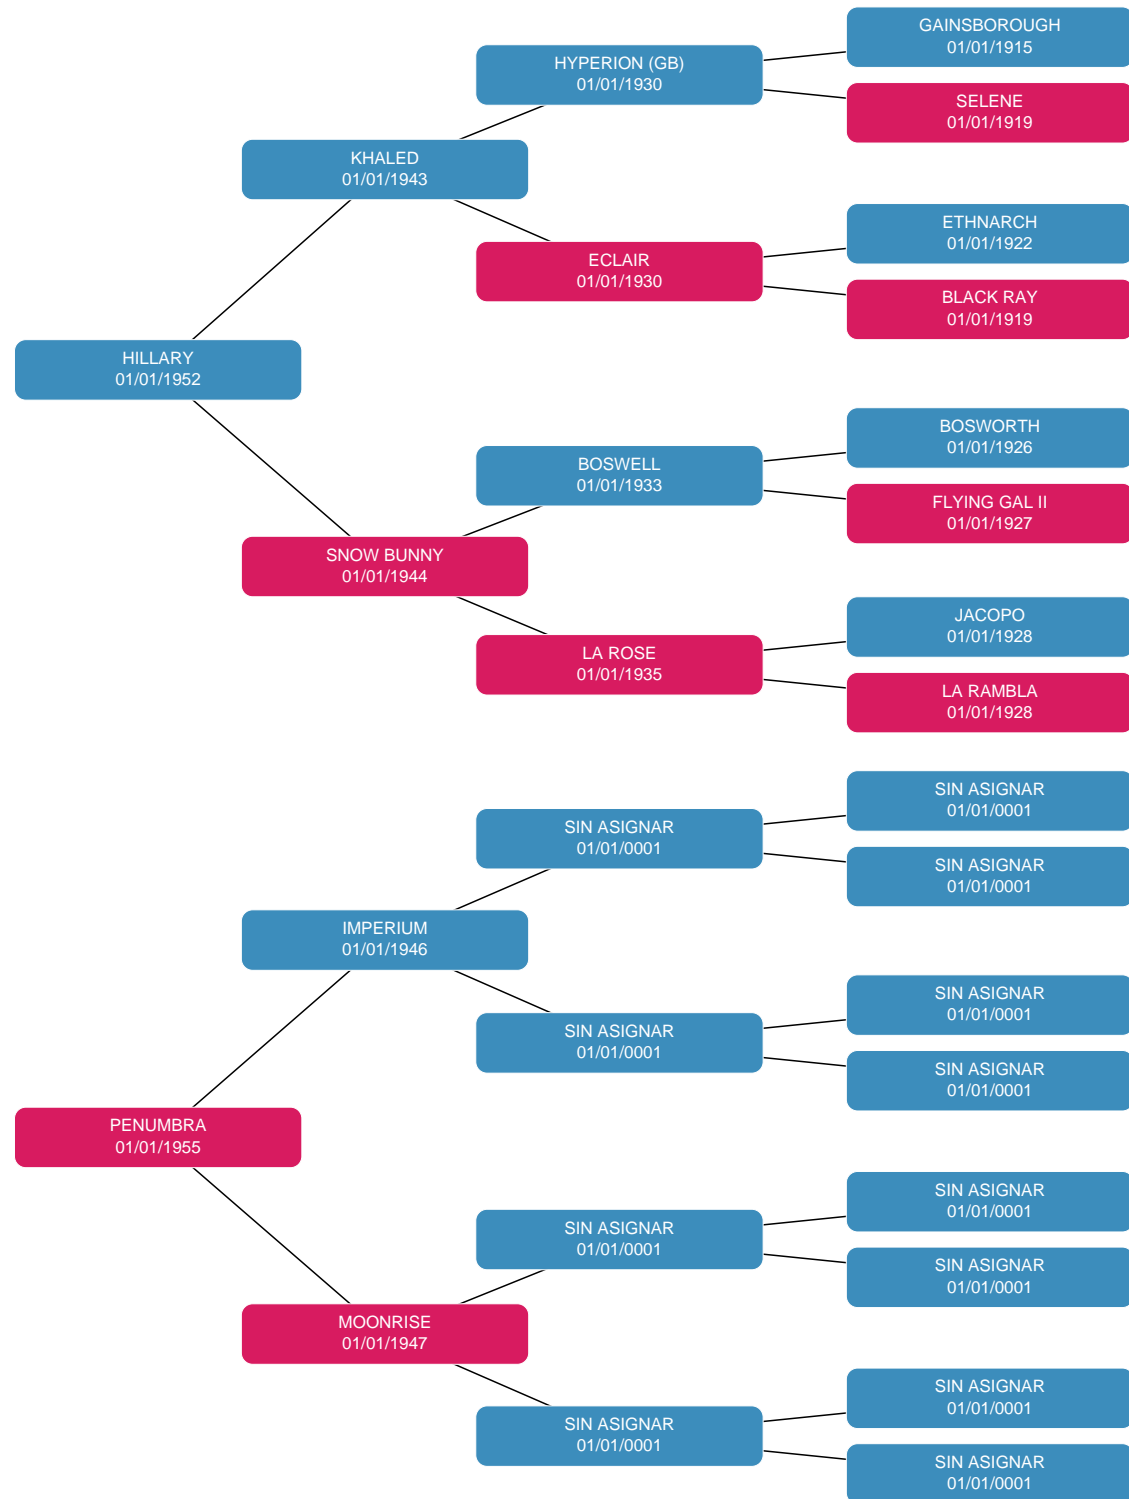 GAINSBOROUGH
01/01/1915
HYPERION (GB)
01/01/1930
SELENE
01/01/1919
KHALED
01/01/1943
ETHNARCH
01/01/1922
ECLAIR
01/01/1930
BLACK RAY
01/01/1919
HILLARY
01/01/1952
BOSWORTH
01/01/1926
BOSWELL
01/01/1933
FLYING GAL II
01/01/1927
SNOW BUNNY
01/01/1944
JACOPO
01/01/1928
LA ROSE
01/01/1935
LA RAMBLA
01/01/1928
SIN ASIGNAR
01/01/0001
SIN ASIGNAR
01/01/0001
SIN ASIGNAR
01/01/0001
IMPERIUM
01/01/1946
SIN ASIGNAR
01/01/0001
SIN ASIGNAR
01/01/0001
SIN ASIGNAR
01/01/0001
PENUMBRA
01/01/1955
SIN ASIGNAR
01/01/0001
SIN ASIGNAR
01/01/0001
SIN ASIGNAR
01/01/0001
MOONRISE
01/01/1947
SIN ASIGNAR
01/01/0001
SIN ASIGNAR
01/01/0001
SIN ASIGNAR
01/01/0001